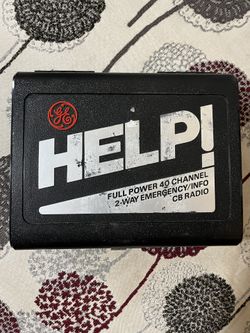 GE
HELP!
FULL POWER 40 CHANNEL
2-WAY EMERGENCY/INFO
CB RADIO